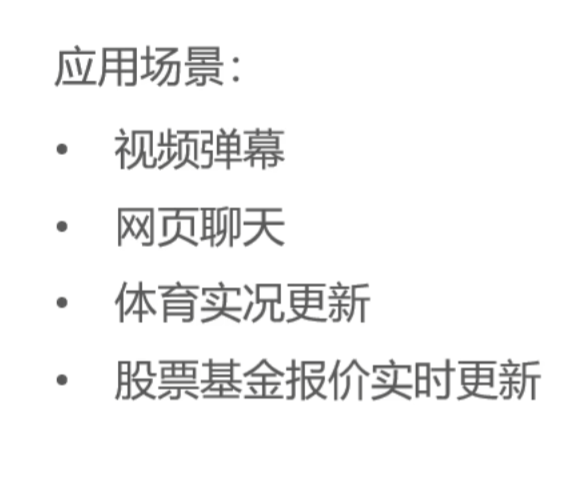 应用场景：
• 视频弹幕
• 网页聊天
• 体育实况更新
• 股票基金报价实时更新